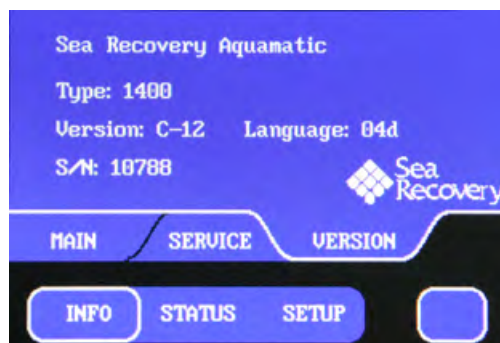 Sea Recovery Aquamatic
Type: 1400
Version: C-12 Language: 04d
S/N: 10788
Sea
Recovery
MAIN SERVICE VERSION
INFO STATUS SETUP